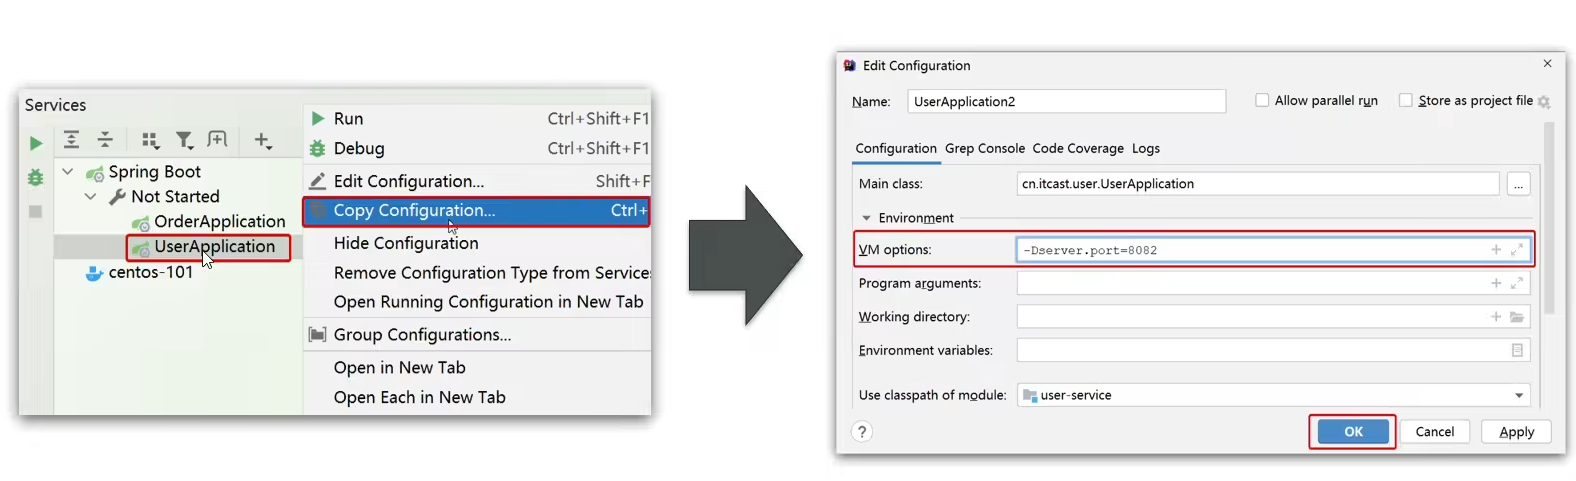 Services
Spring Boot
Not Started
OrderApplication
UserApplication
centos-101
Run Ctrl+Shift+F1
Debug Ctrl+Shift+F1
Edit Configuration... Shift+F
Copy Configuration... Ctrl+
Hide Configuration
Remove Configuration Type from Services
Open Running Configuration in New Tab
Group Configurations...
Open in New Tab
Open Each in New Tab
Edit Configuration
Name: UserApplication2 Allow parallel run Store as project file
Configuration Grep Console Code Coverage Logs
Main class: cn.itcast.user.UserApplication ...
Environment
VM options: -Dserver.port=8082
Program arguments:
Working directory:
Environment variables:
Use classpath of module: user-service
? OK Cancel Apply